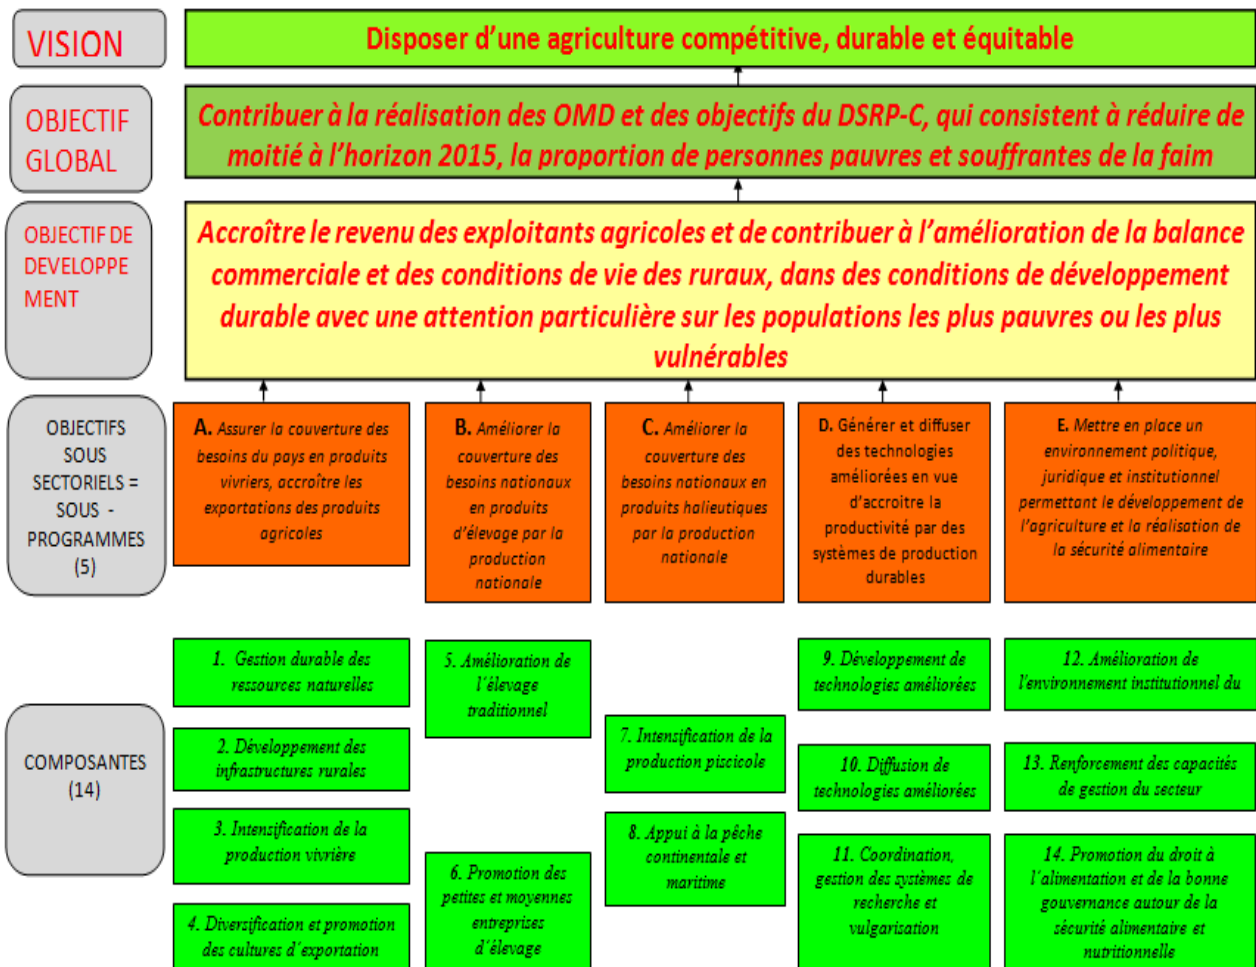 VISION
Disposer d'une agriculture compétitive, durable et équitable
OBJECTIF
GLOBAL
Contribuer à la réalisation des OMD et des objectifs du DSRP-C, qui consistent à réduire de
moitié à l'horizon 2015, la proportion de personnes pauvres et souffrantes de la faim
OBJECTIF DE
DEVELOPPE
MENT
Accroître le revenu des exploitants agricoles et de contribuer à l'amélioration de la balance
commerciale et des conditions de vie des ruraux, dans des conditions de développement
durable avec une attention particulière sur les populations les plus pauvres ou les plus
vulnérables
OBJECTIFS
SOUS
SECTORIELS =
SOUS -
PROGRAMMES
(5)
A. Assurer la couverture des
besoins du pays en produits
vivriers, accroître les
exportations des produits
agricoles
B. Améliorer la
couverture des
besoins nationaux
en produits
d'élevage par la
production
nationale
C. Améliorer la
couverture des
besoins nationaux en
produits halieutiques
par la production
nationale
D. Générer et diffuser
des technologies
améliorées en vue
d'accroitre la
productivité par des
systèmes de production
durables
E. Mettre en place un
environnement politique,
juridique et institutionnel
permettant le développement de
l'agriculture et la réalisation de
la sécurité alimentaire
COMPOSANTES
(14)
1. Gestion durable des
ressources naturelles
2. Développement des
infrastructures rurales
3. Intensification de la
production vivrière
4. Diversification et promotion
des cultures d'exportation
5. Amélioration de
l'élevage
traditionnel
6. Promotion des
petites et moyennes
entreprises
d'élevage
7. Intensification de la
production piscicole
8. Appui à la pêche
continentale et
maritime
9. Développement de
technologies améliorées
10. Diffusion de
technologies améliorées
11. Coordination,
gestion des systèmes de
recherche et
vulgarisation
12. Amélioration de
l'environnement institutionnel du
13. Renforcement des capacités
de gestion du secteur
14. Promotion du droit à
l'alimentation et de la bonne
gouvernance autour de la
sécurité alimentaire et
nutritionnelle